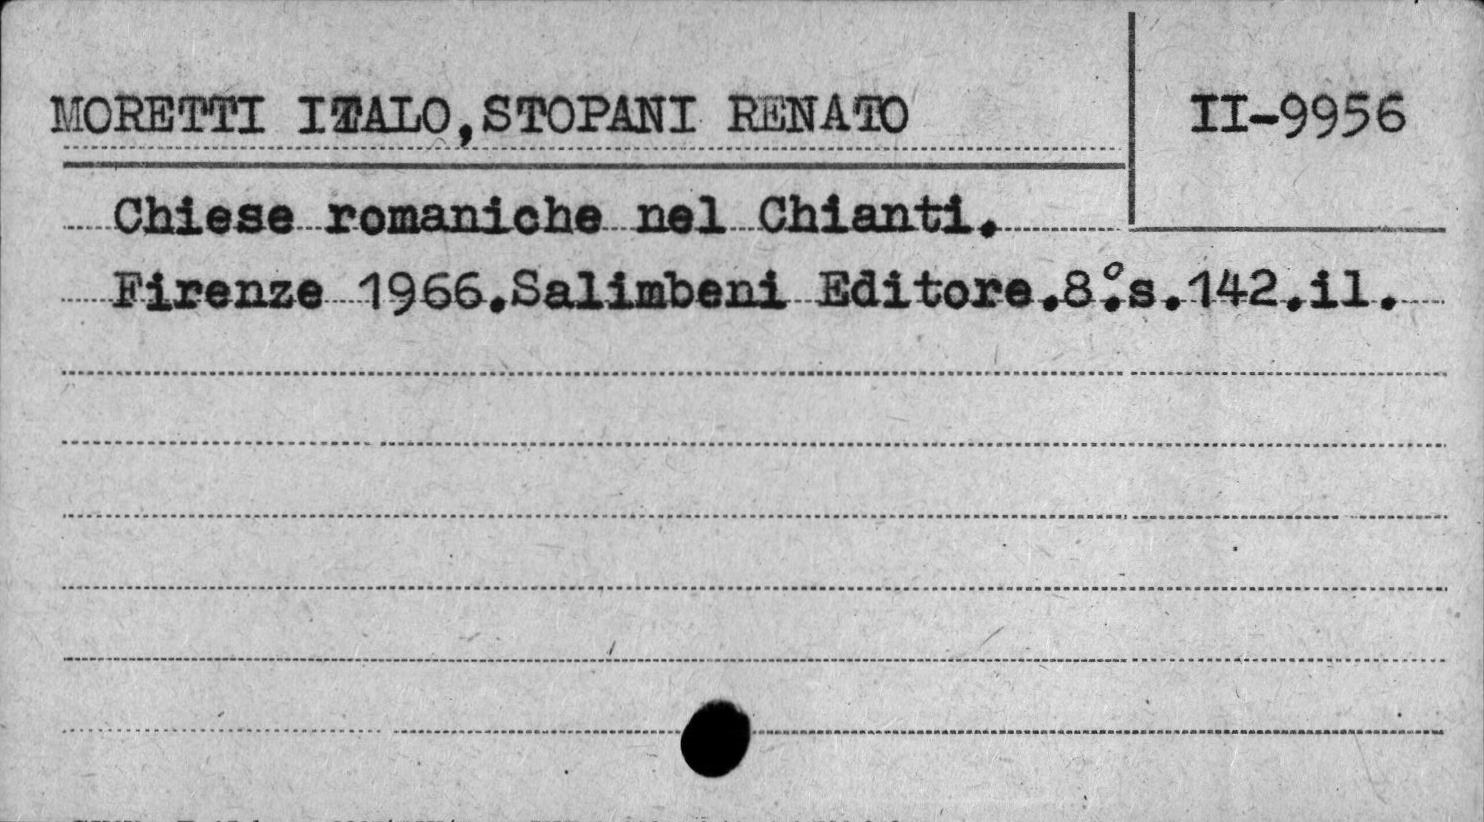 MORETTI ITALO,STOPANI RENATO
II-9956
Chiese romaniche nel Chianti.
Firenze 1966.Salimbeni Editore.8°.s.142.il.